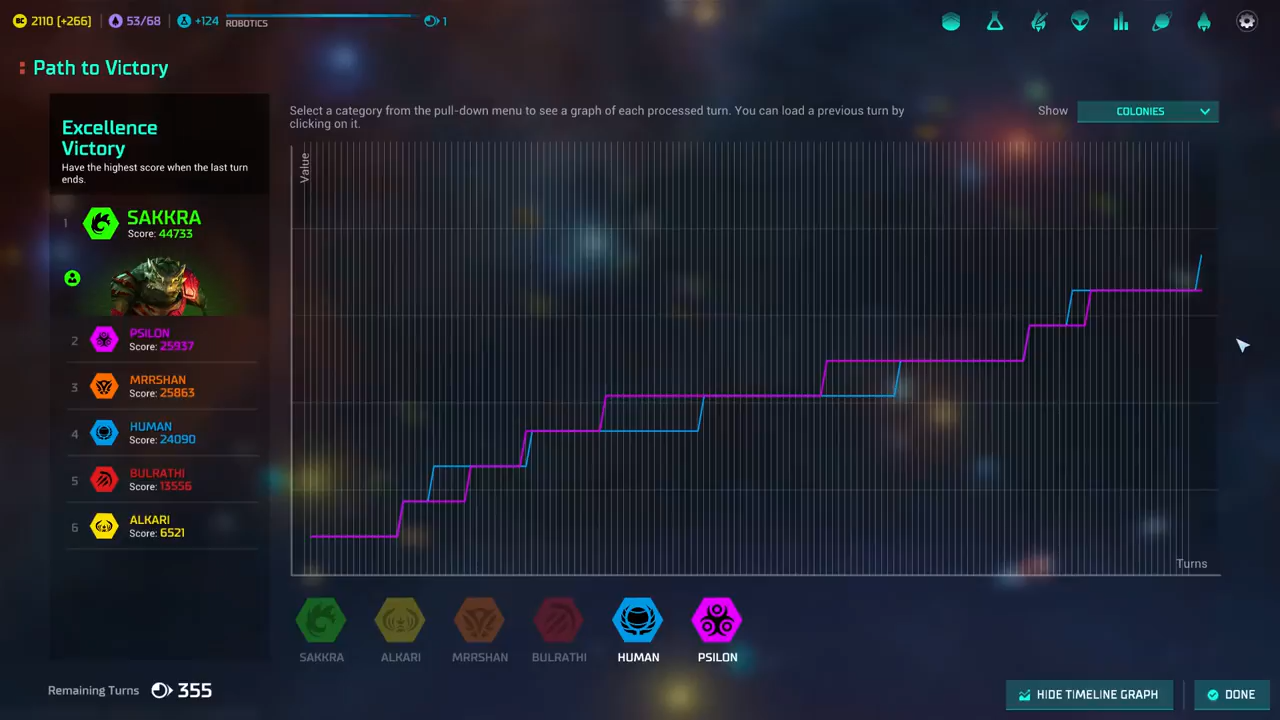 2110 [+266]
53/68
+124
ROBOTICS
1
Path to Victory
Excellence
Victory
Have the highest score when the last turn
ends.
1
SAKKRA
Score: 44733
2
PSILON
Score: 25937
3
MRRSHAN
Score: 25863
4
HUMAN
Score: 24090
5
BULRATHI
Score: 13556
6
ALKARI
Score: 6521
Remaining Turns
355
Select a category from the pull-down menu to see a graph of each processed turn. You can load a previous turn by
clicking on it.
Show
COLONIES
Value
Turns
SAKKRA
ALKARI
MRRSHAN
BULRATHI
HUMAN
PSILON
HIDE TIMELINE GRAPH
DONE